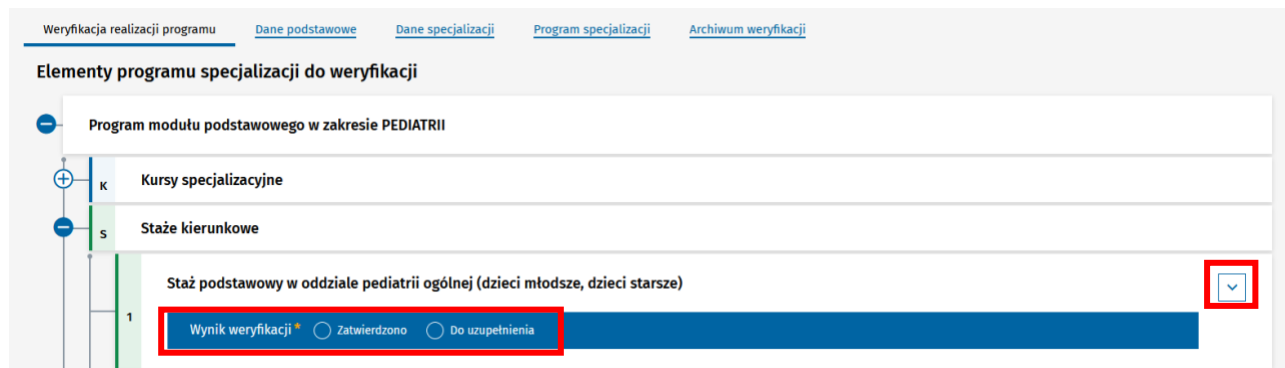 Weryfikacja realizacji programu Dane podstawowe Dane specjalizacji Program specjalizacji Archiwum weryfikacji
Elementy programu specjalizacji do weryfikacji
Program modułu podstawowego w zakresie PEDIATRII
K Kursy specjalizacyjne
S Staże kierunkowe
Staż podstawowy w oddziale pediatrii ogólnej (dzieci młodsze, dzieci starsze)
1 Wynik weryfikacji * Zatwierdzono Do uzupełnienia